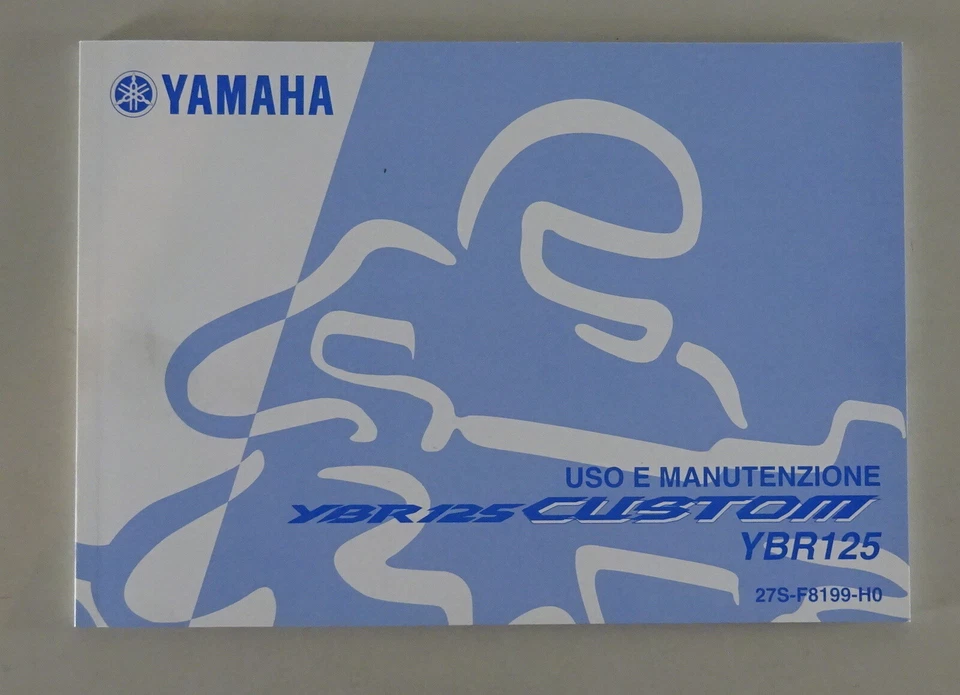 YAMAHA
USO E MANUTENZIONE
YBR125 CUSTOM
YBR125
27S-F8199-H0